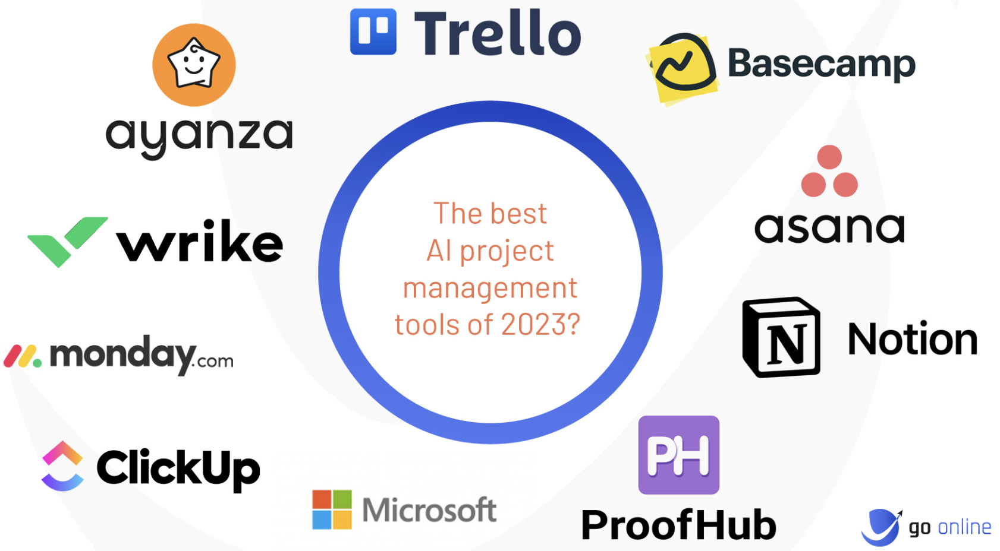 Trello
Basecamp
ayanza
asana
The best
AI project
management
tools of 2023?
wrike
N Notion
monday.com
PH
ClickUp
Microsoft
ProofHub
go online